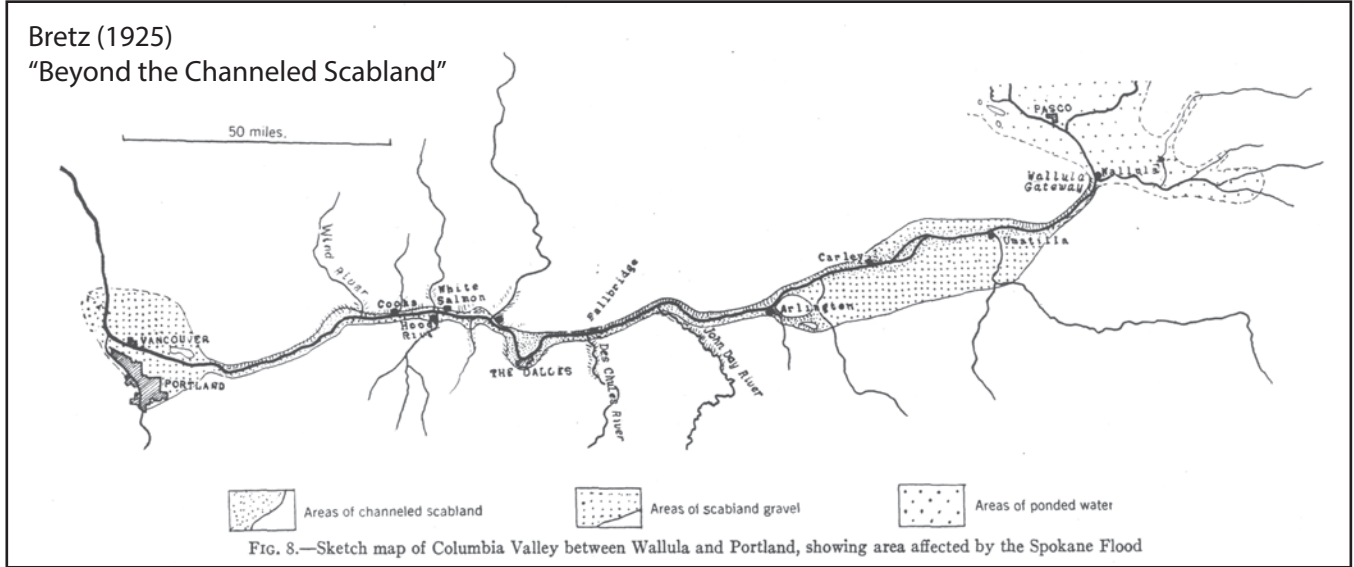 Bretz (1925)
“Beyond the Channeled Scabland”
50 miles.
PASCO
Wallula
Gateway
Wallula
Umatilla
Carley
Arlington
Fallbridge
John Day River
Des Chutes River
THE DALLES
White
Salmon
Hood
Cooks
Wind River
VANCOUVER
PORTLAND
Areas of channeled scabland
Areas of scabland gravel
Areas of ponded water
FIG. 8.—Sketch map of Columbia Valley between Wallula and Portland, showing area affected by the Spokane Flood